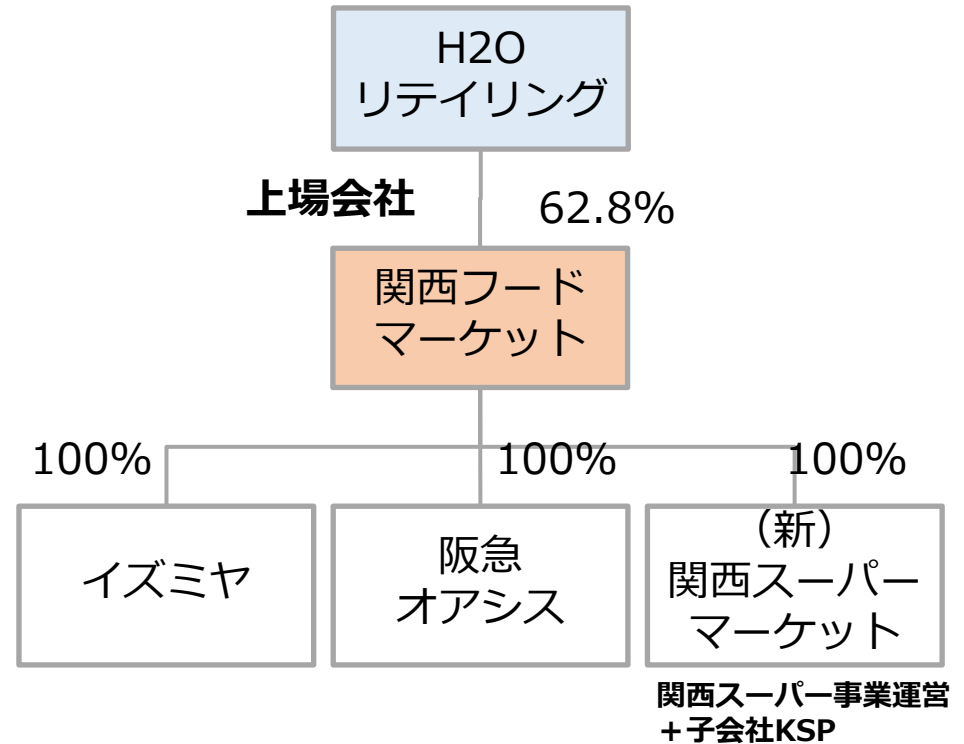 H2O
リテイリング
上場会社
62.8%
関西フード
マーケット
100%
100%
100%
イズミヤ
阪急
オアシス
（新）
関西スーパー
マーケット
関西スーパー事業運営
＋子会社KSP